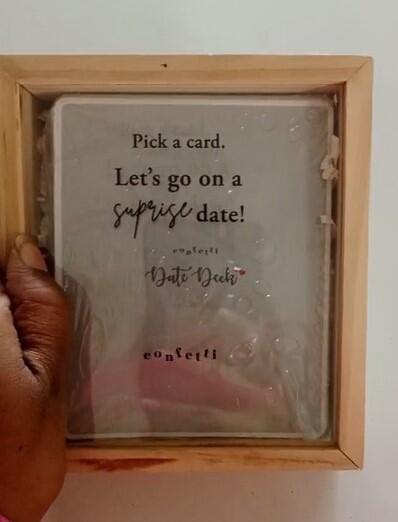 Pick a card.
Let's go on a
suprise date!
confetti
Date Deck
confetti